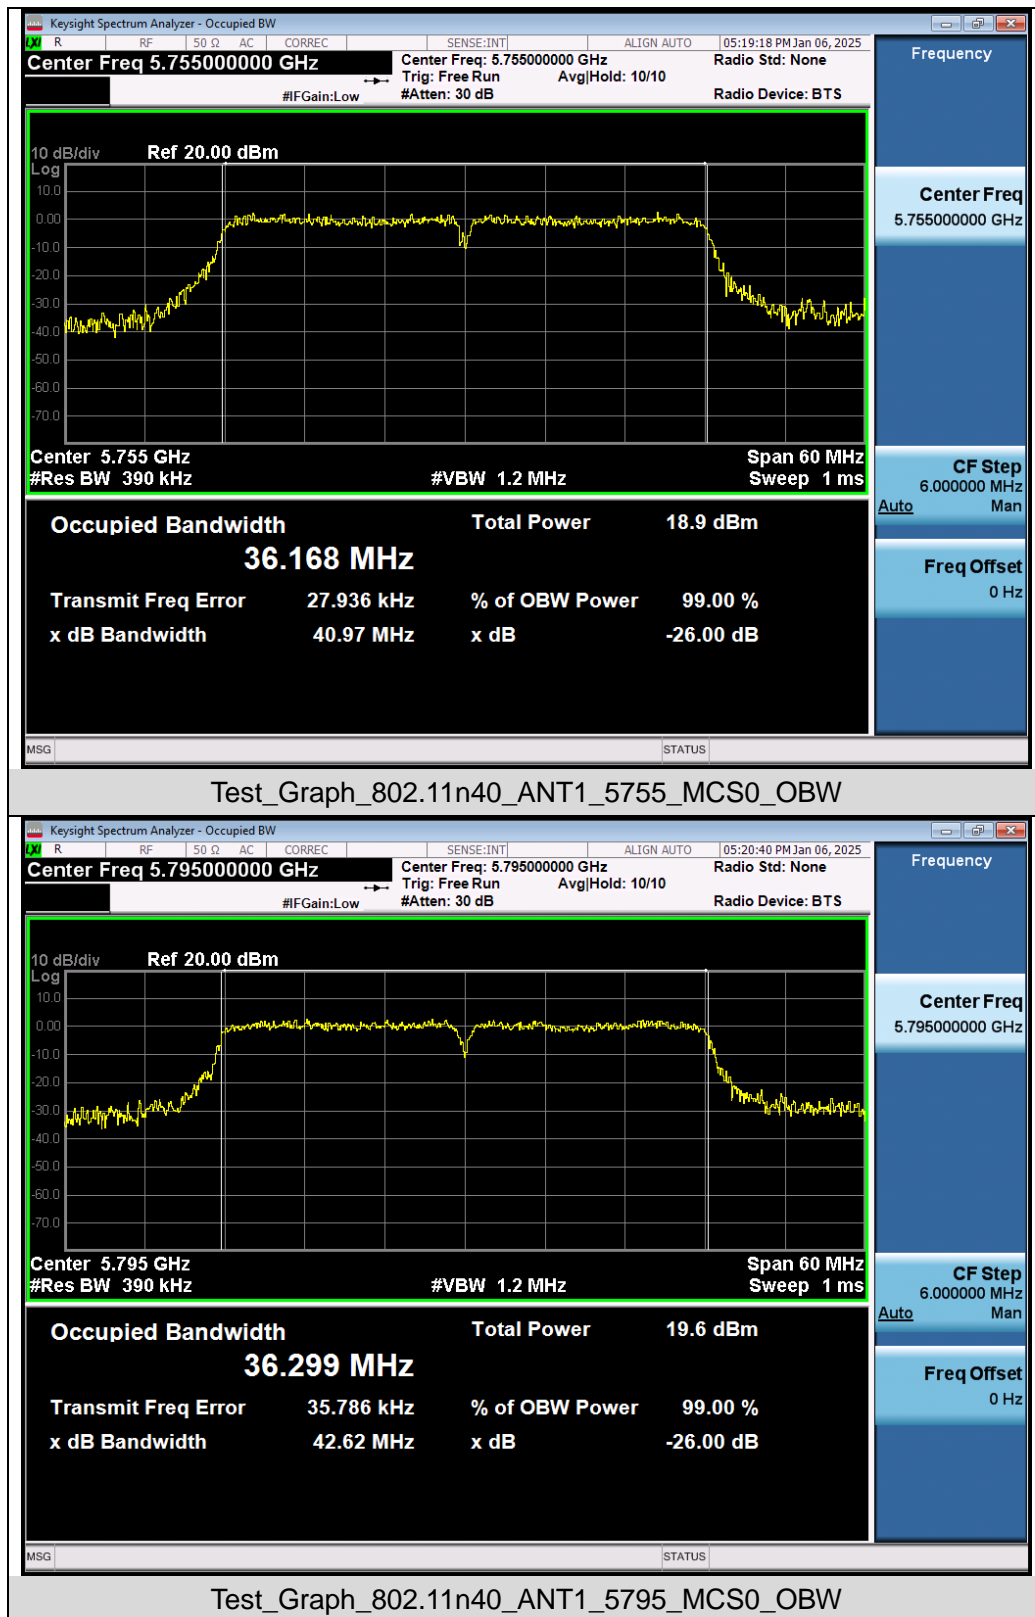 Keysight Spectrum Analyzer - Occupied BW
LXI R RF 50 Ω AC CORREC SENSE:INT ALIGN AUTO 05:19:18 PM Jan 06, 2025
Center Freq 5.755000000 GHz
Center Freq: 5.755000000 GHz
Radio Std: None
Trig: Free Run Avg|Hold: 10/10
#IFGain:Low #Atten: 30 dB Radio Device: BTS
Frequency
10 dB/div Ref 20.00 dBm
Log
10.0
0.00
-10.0
-20.0
-30.0
-40.0
-50.0
-60.0
-70.0
Center Freq
5.755000000 GHz
Center 5.755 GHz Span 60 MHz
#Res BW 390 kHz #VBW 1.2 MHz Sweep 1 ms
CF Step
6.000000 MHz
Auto Man
Occupied Bandwidth Total Power 18.9 dBm
36.168 MHz
Transmit Freq Error 27.936 kHz % of OBW Power 99.00 %
x dB Bandwidth 40.97 MHz x dB -26.00 dB
Freq Offset
0 Hz
MSG STATUS
Test_Graph_802.11n40_ANT1_5755_MCS0_OBW
Keysight Spectrum Analyzer - Occupied BW
LXI R RF 50 Ω AC CORREC SENSE:INT ALIGN AUTO 05:20:40 PM Jan 06, 2025
Center Freq 5.795000000 GHz
Center Freq: 5.795000000 GHz
Radio Std: None
Trig: Free Run Avg|Hold: 10/10
#IFGain:Low #Atten: 30 dB Radio Device: BTS
Frequency
10 dB/div Ref 20.00 dBm
Log
10.0
0.00
-10.0
-20.0
-30.0
-40.0
-50.0
-60.0
-70.0
Center Freq
5.795000000 GHz
Center 5.795 GHz Span 60 MHz
#Res BW 390 kHz #VBW 1.2 MHz Sweep 1 ms
CF Step
6.000000 MHz
Auto Man
Occupied Bandwidth Total Power 19.6 dBm
36.299 MHz
Transmit Freq Error 35.786 kHz % of OBW Power 99.00 %
x dB Bandwidth 42.62 MHz x dB -26.00 dB
Freq Offset
0 Hz
MSG STATUS
Test_Graph_802.11n40_ANT1_5795_MCS0_OBW